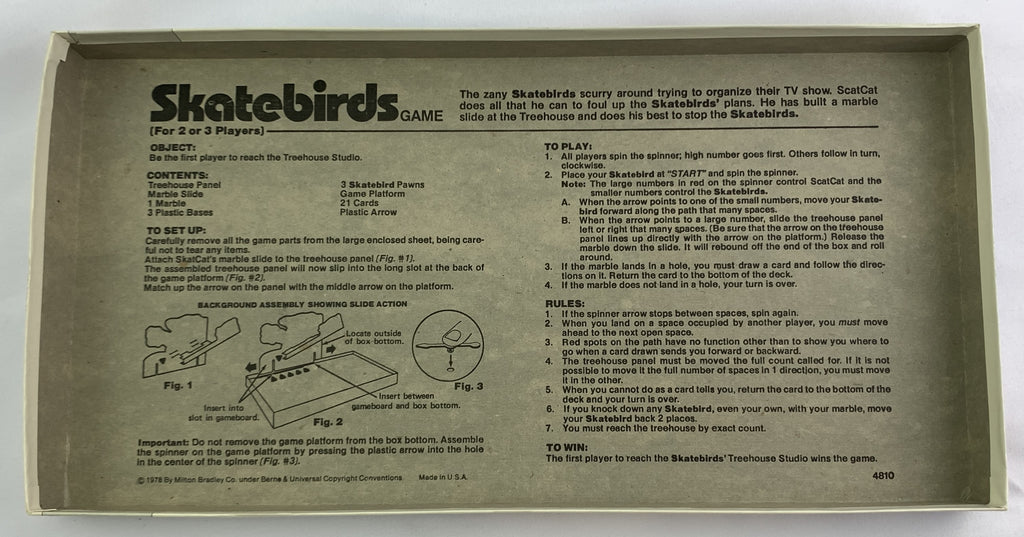 Skatebirds GAME
(For 2 or 3 Players)
The zany Skatebirds scurry around trying to organize their TV show. ScatCat
does all that he can to foul up the Skatebirds' plans. He has built a marble
slide at the Treehouse and does his best to stop the Skatebirds.
OBJECT:
Be the first player to reach the Treehouse Studio.
CONTENTS:
Treehouse Panel
Marble Slide
1 Marble
3 Plastic Bases
3 Skatebird Pawns
Game Platform
21 Cards
Plastic Arrow
TO SET UP:
Carefully remove all the game parts from the large enclosed sheet, being care-
ful not to tear any items.
Attach SkatCat's marble slide to the treehouse panel (Fig. #1).
The assembled treehouse panel will now slip into the long slot at the back of
the game platform (Fig. #2).
Match up the arrow on the panel with the middle arrow on the platform.
BACKGROUND ASSEMBLY SHOWING SLIDE ACTION
Locate outside
of box-bottom.
Fig. 1
Fig. 3
Insert into
slot in gameboard.
Insert between
gameboard and box bottom.
Fig. 2
Important: Do not remove the game platform from the box bottom. Assemble
the spinner on the game platform by pressing the plastic arrow into the hole
in the center of the spinner (Fig. #3).
© 1978 By Milton Bradley Co. under Berne & Universal Copyright Conventions Made in U.S.A.
TO PLAY:
1. All players spin the spinner; high number goes first. Others follow in turn,
clockwise.
2. Place your Skatebird at "START" and spin the spinner.
Note: The large numbers in red on the spinner control ScatCat and the
smaller numbers control the Skatebirds.
A. When the arrow points to one of the small numbers, move your Skate-
bird forward along the path that many spaces.
B. When the arrow points to a large number, slide the treehouse panel
left or right that many spaces. (Be sure that the arrow on the treehouse
panel lines up directly with the arrow on the platform.) Release the
marble down the slide. It will rebound off the end of the box and roll
around.
3. If the marble lands in a hole, you must draw a card and follow the direc-
tions on it. Return the card to the bottom of the deck.
4. If the marble does not land in a hole, your turn is over.
RULES:
1. If the spinner arrow stops between spaces, spin again.
2. When you land on a space occupied by another player, you must move
ahead to the next open space.
3. Red spots on the path have no function other than to show you where to
go when a card drawn sends you forward or backward.
4. The treehouse panel must be moved the full count called for. If it is not
possible to move it the full number of spaces in 1 direction, you must move
it in the other.
5. When you cannot do as a card tells you, return the card to the bottom of the
deck and your turn is over.
6. If you knock down any Skatebird, even your own, with your marble, move
your Skatebird back 2 places.
7. You must reach the treehouse by exact count.
TO WIN:
The first player to reach the Skatebirds' Treehouse Studio wins the game.
4810